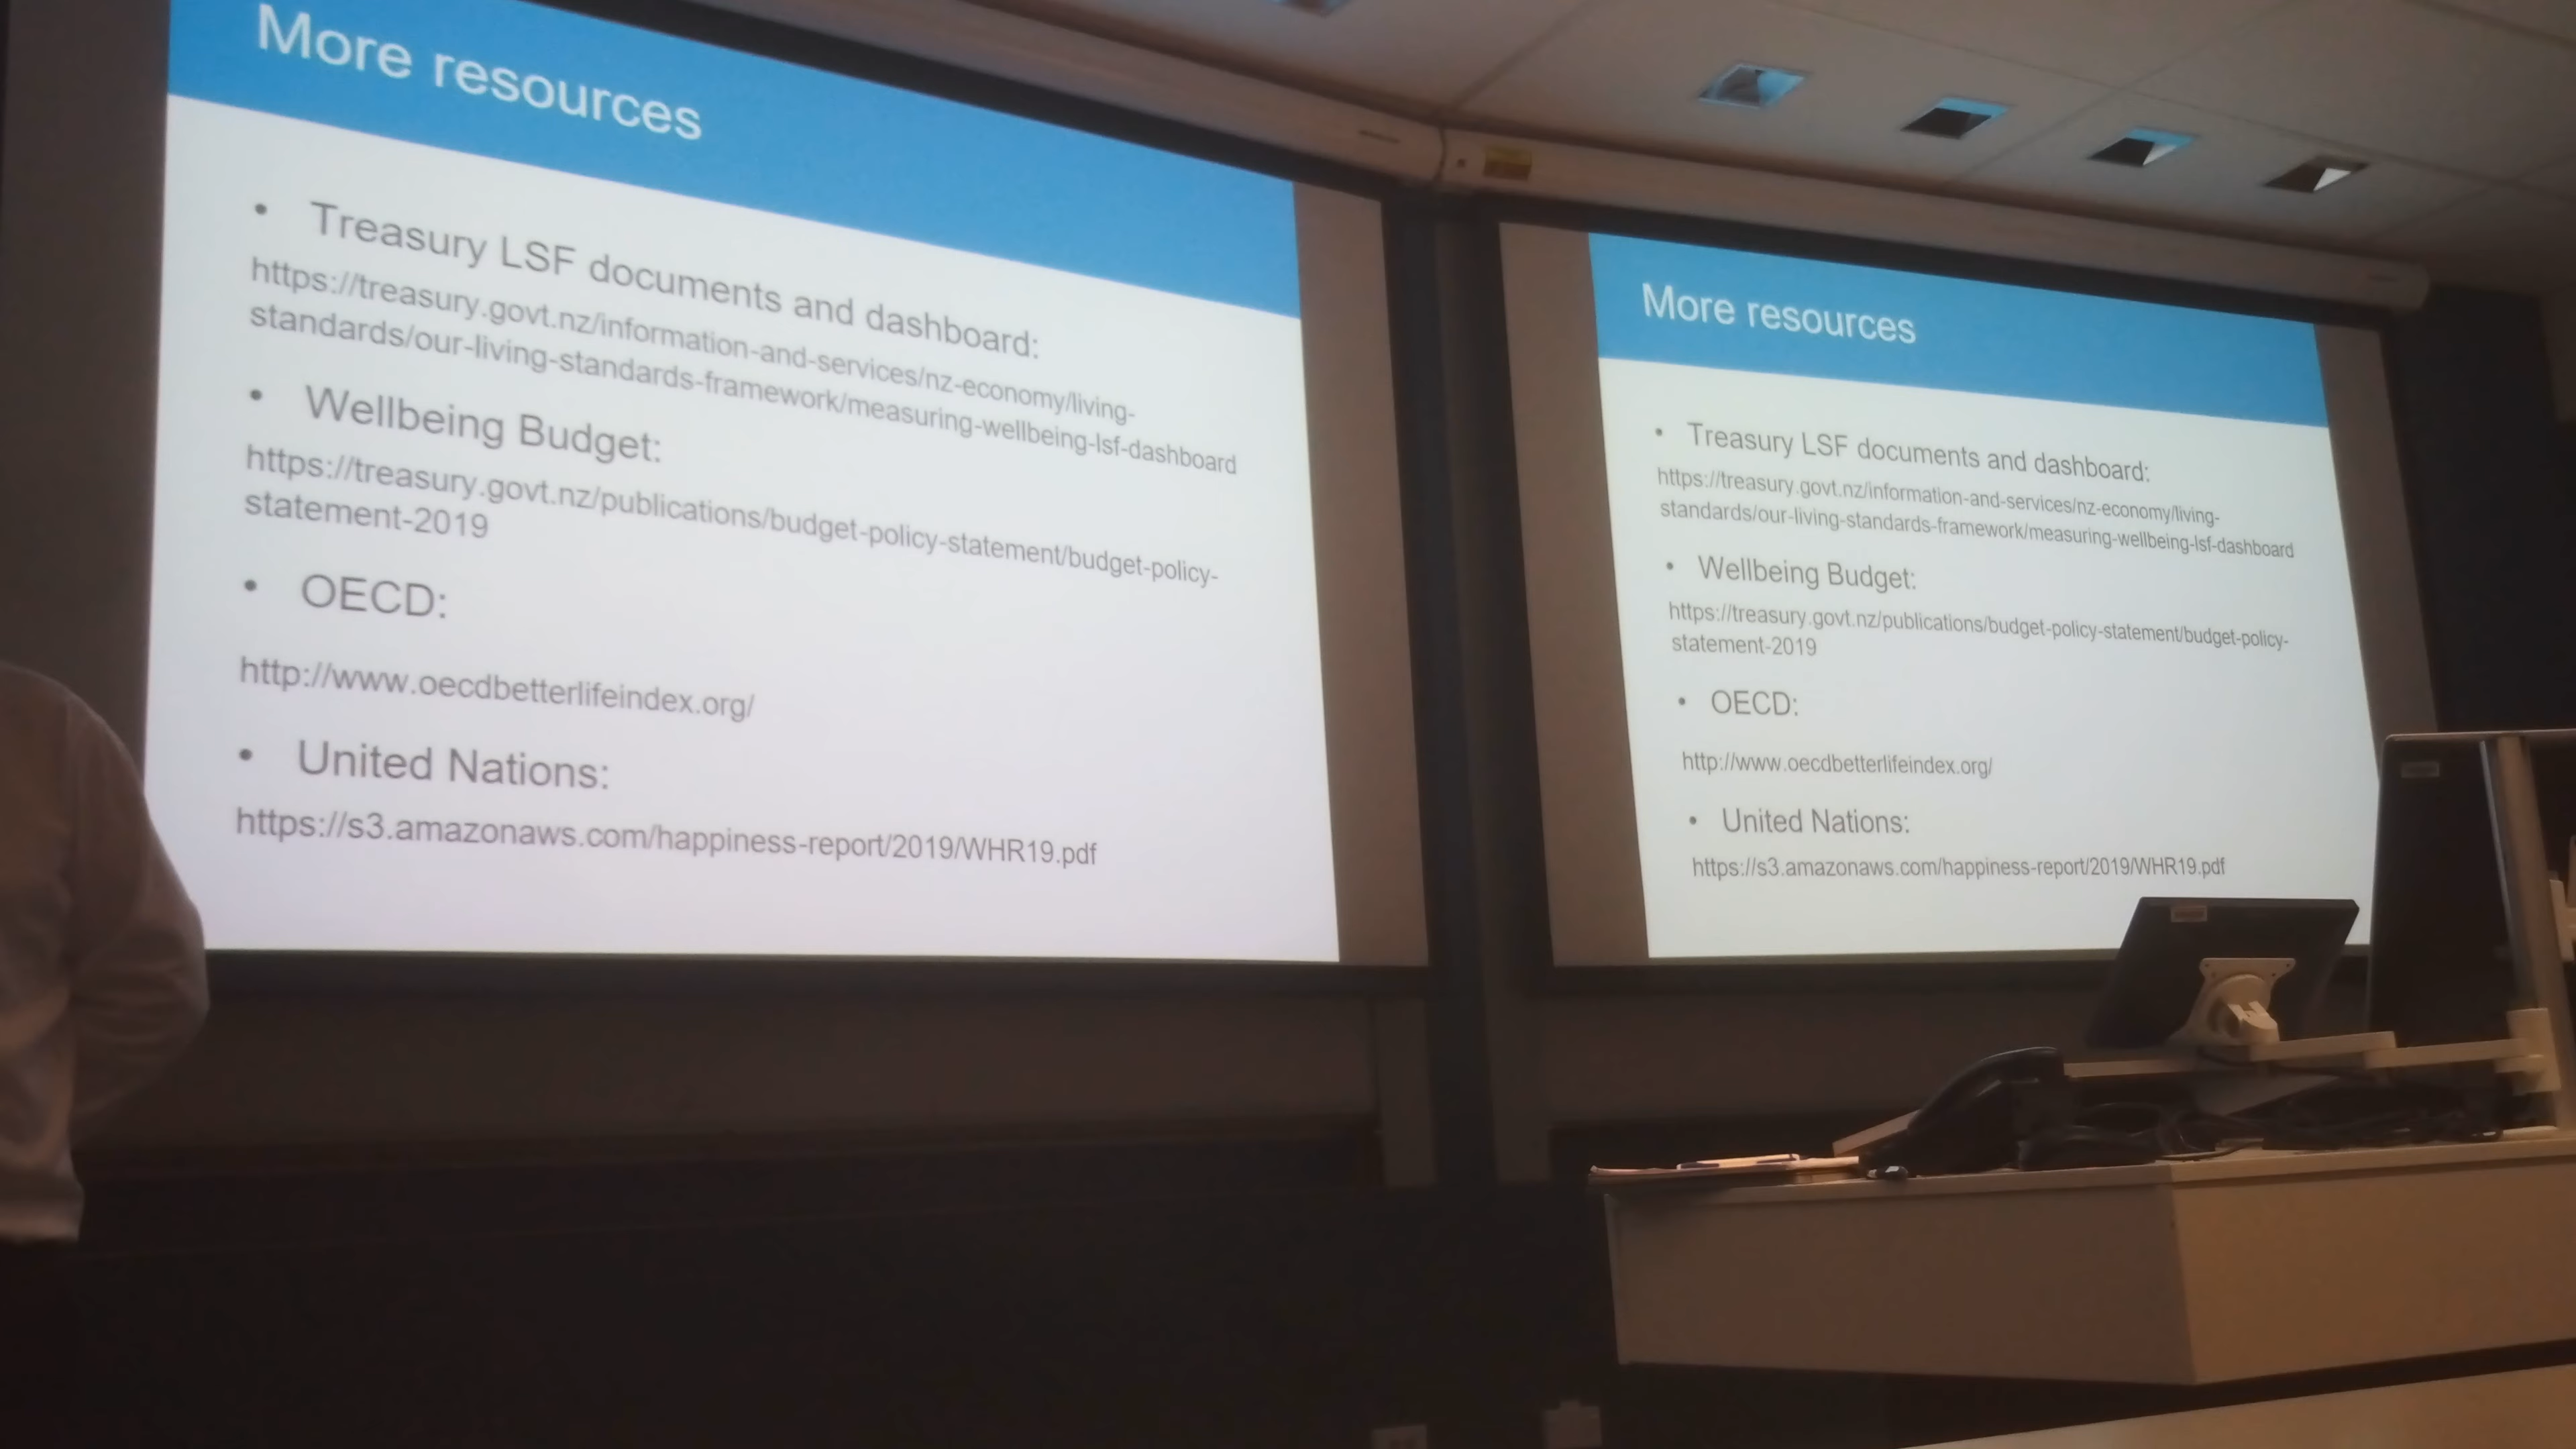 More resources
• Treasury LSF documents and dashboard:
https://treasury.govt.nz/information-and-services/nz-economy/living-
standards/our-living-standards-framework/measuring-wellbeing-lsf-dashboard
• Wellbeing Budget:
https://treasury.govt.nz/publications/budget-policy-statement/budget-policy-
statement-2019
• OECD:
http://www.oecdbetterlifeindex.org/
• United Nations:
https://s3.amazonaws.com/happiness-report/2019/WHR19.pdf
More resources
• Treasury LSF documents and dashboard:
https://treasury.govt.nz/information-and-services/nz-economy/living-
standards/our-living-standards-framework/measuring-wellbeing-lsf-dashboard
• Wellbeing Budget:
https://treasury.govt.nz/publications/budget-policy-statement/budget-policy-
statement-2019
• OECD:
http://www.oecdbetterlifeindex.org/
• United Nations:
https://s3.amazonaws.com/happiness-report/2019/WHR19.pdf